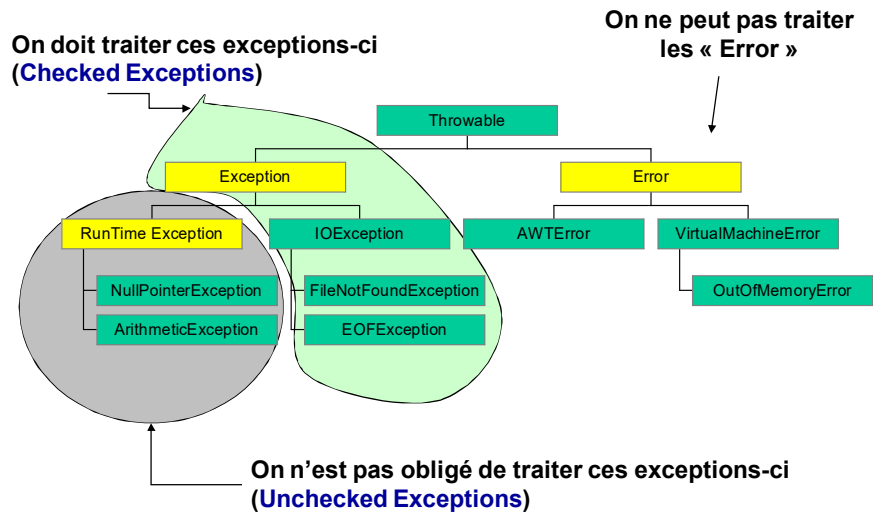 On ne peut pas traiter
les « Error »
On doit traiter ces exceptions-ci
(Checked Exceptions)
Throwable
Exception
Error
RunTime Exception
IOException
AWTError
VirtualMachineError
NullPointerException
FileNotFoundException
OutOfMemoryError
ArithmeticException
EOFException
On n’est pas obligé de traiter ces exceptions-ci
(Unchecked Exceptions)